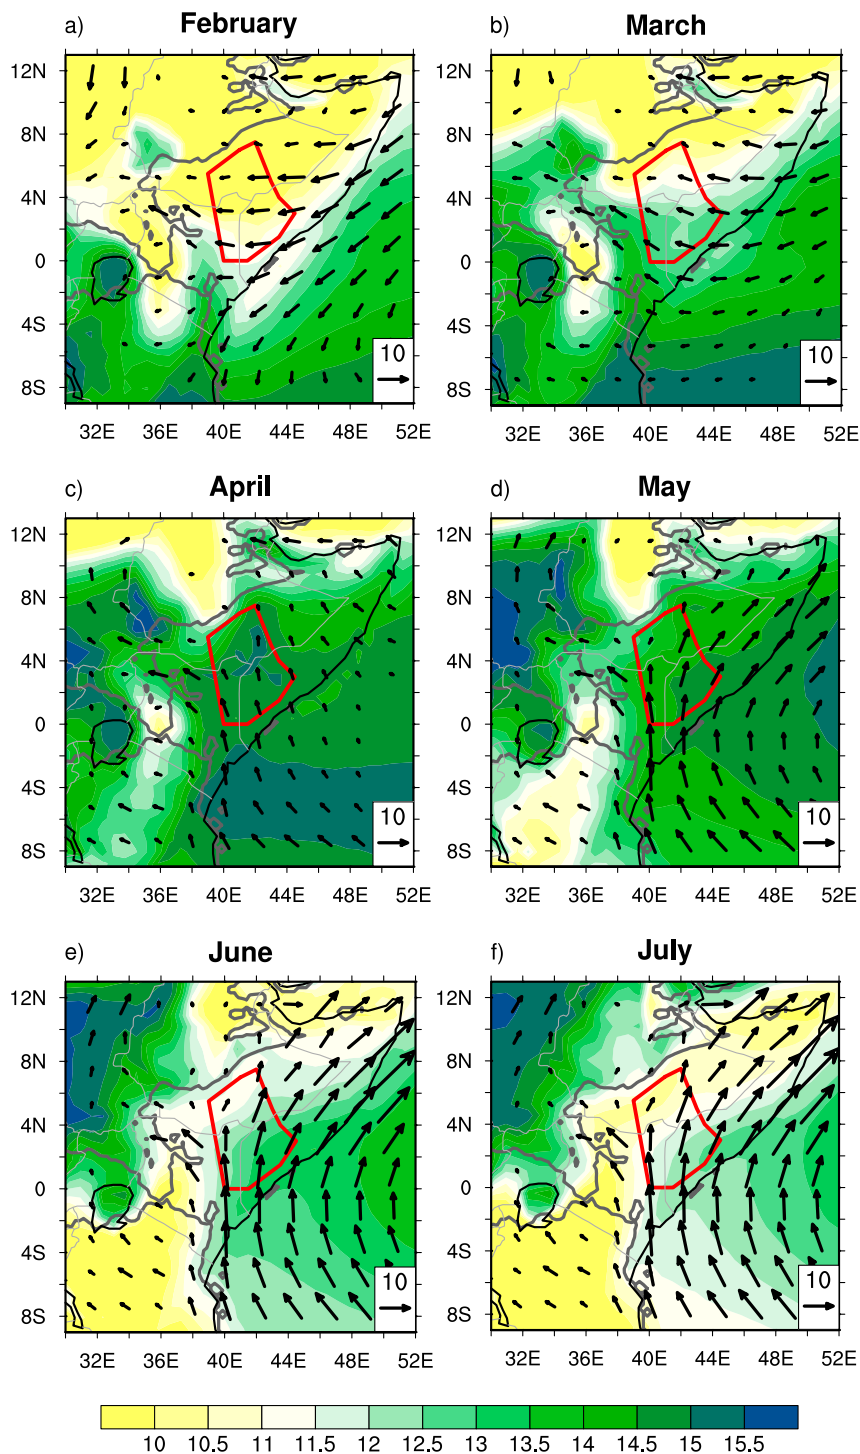 a) February
b) March
12N
8N
4N
0
4S
8S
10
32E 36E 40E 44E 48E 52E
12N
8N
4N
0
4S
8S
10
32E 36E 40E 44E 48E 52E
c) April
d) May
12N
8N
4N
0
4S
8S
10
32E 36E 40E 44E 48E 52E
12N
8N
4N
0
4S
8S
10
32E 36E 40E 44E 48E 52E
e) June
f) July
12N
8N
4N
0
4S
8S
10
32E 36E 40E 44E 48E 52E
12N
8N
4N
0
4S
8S
10
32E 36E 40E 44E 48E 52E
10 10.5 11 11.5 12 12.5 13 13.5 14 14.5 15 15.5